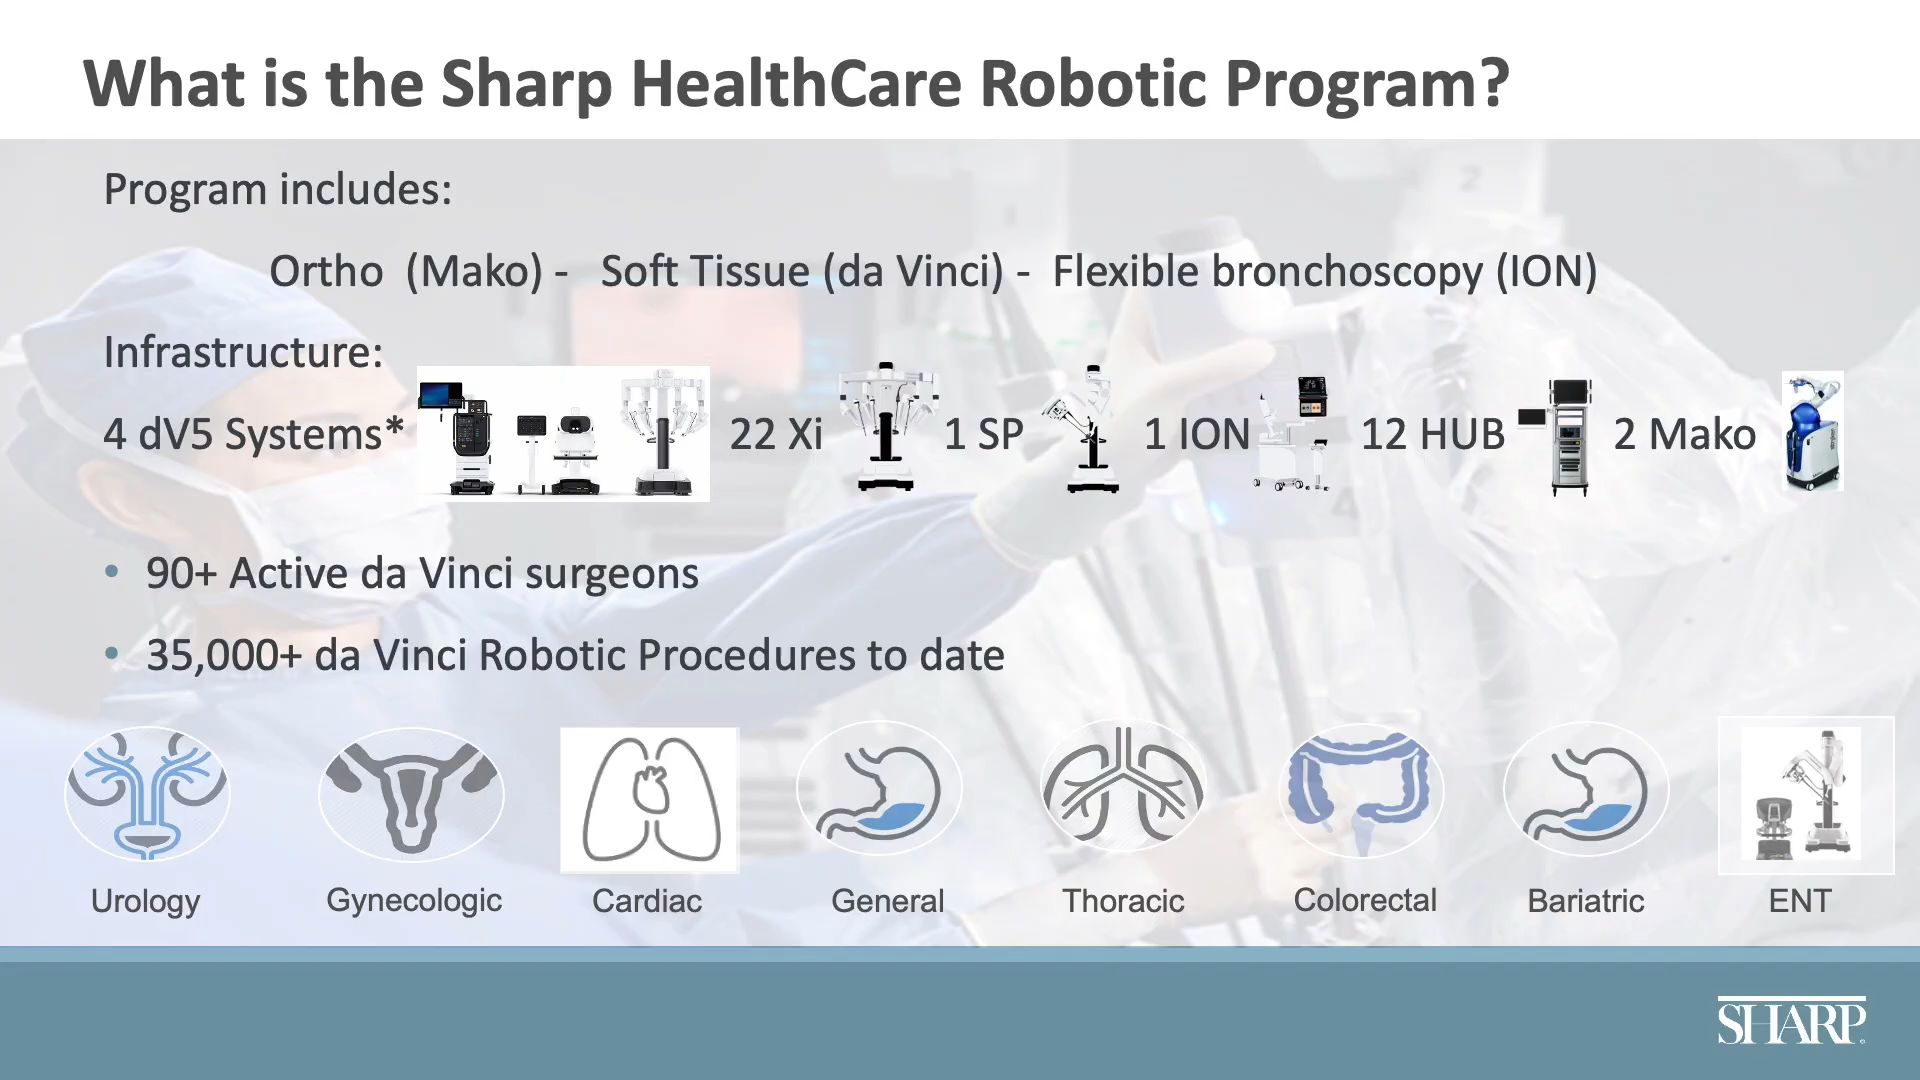 What is the Sharp HealthCare Robotic Program?
Program includes:
Ortho (Mako) - Soft Tissue (da Vinci) - Flexible bronchoscopy (ION)
Infrastructure:
4 dV5 Systems* 22 Xi 1 SP 1 ION 12 HUB 2 Mako
• 90+ Active da Vinci surgeons
• 35,000+ da Vinci Robotic Procedures to date
Urology Gynecologic Cardiac General Thoracic Colorectal Bariatric ENT
SHARP